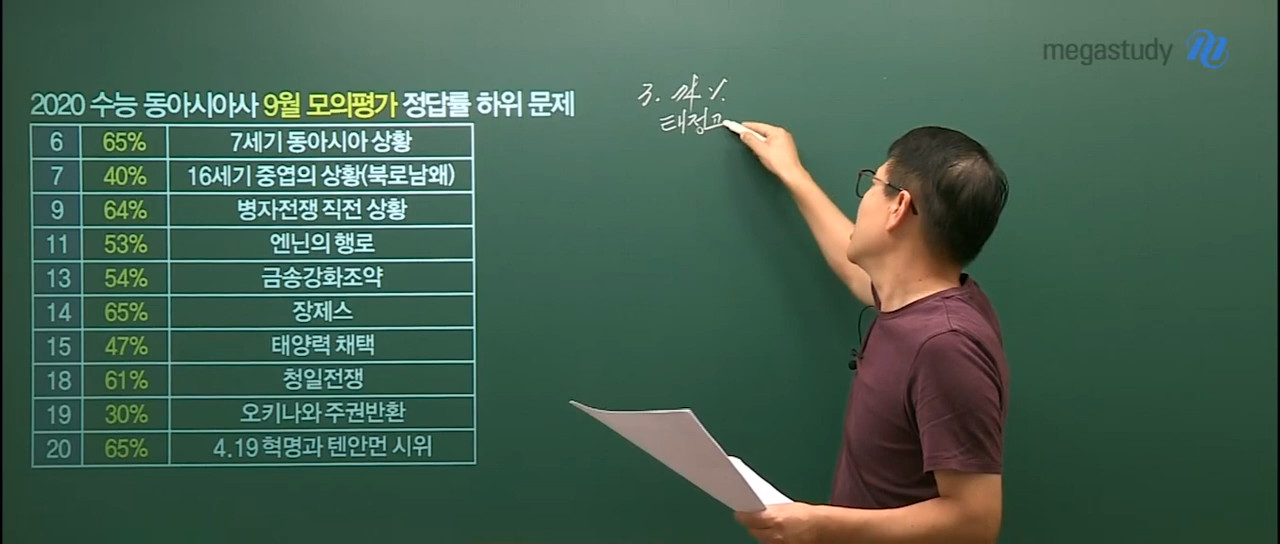 megastudy
2020 수능 동아시아사 9월 모의평가 정답률 하위 문제
6 65% 7세기 동아시아 상황
7 40% 16세기 중엽의 상황(북로남왜)
9 64% 병자전쟁 직전 상황
11 53% 엔닌의 행로
13 54% 금송강화조약
14 65% 장제스
15 47% 태양력 채택
18 61% 청일전쟁
19 30% 오키나와 주권반환
20 65% 4.19 혁명과 텐안먼 시위
3.
태정고